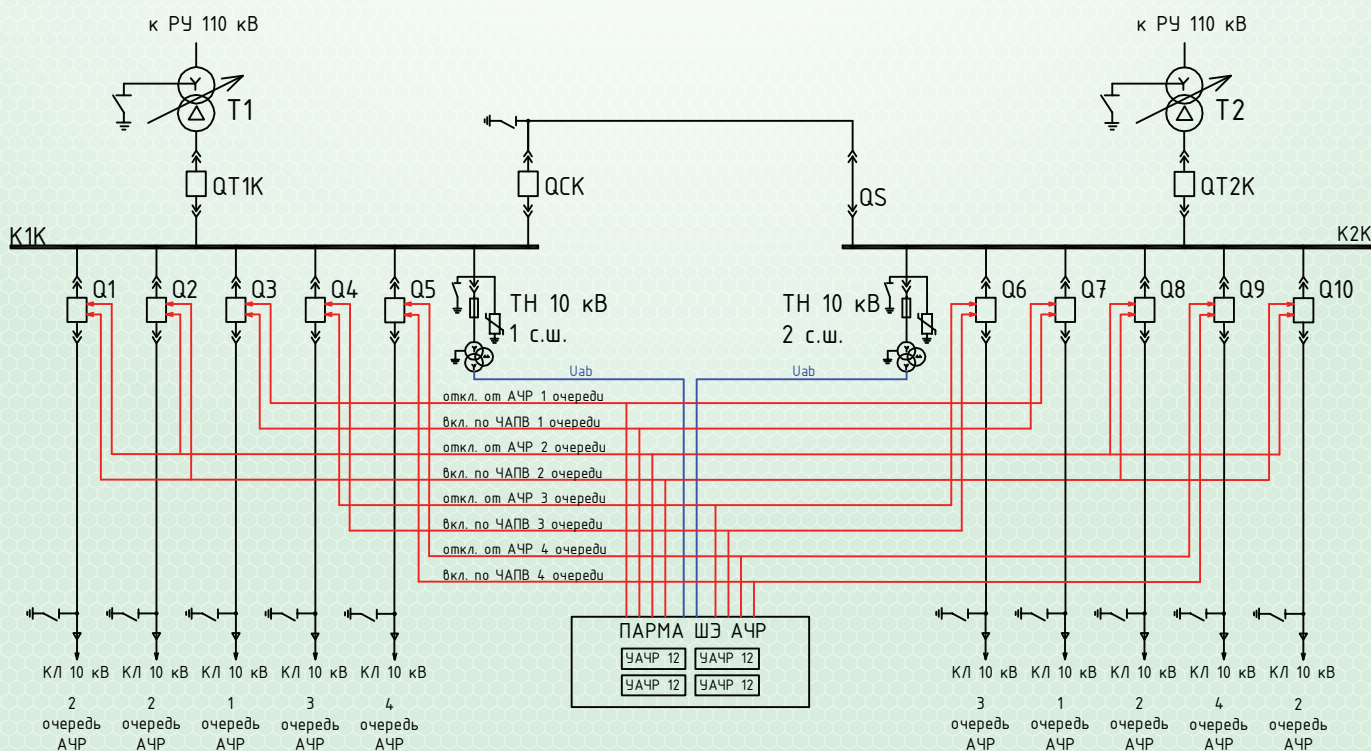 к РУ 110 кВ
к РУ 110 кВ
T1
T2
QT1K
QCK
QS
QT2K
K1K
K2K
Q1
Q2
Q3
Q4
Q5
ТН 10 кВ
1 с.ш.
ТН 10 кВ
2 с.ш.
Q6
Q7
Q8
Q9
Q10
Uab
Uab
откл. от АЧР 1 очереди
вкл. по ЧАПВ 1 очереди
откл. от АЧР 2 очереди
вкл. по ЧАПВ 2 очереди
откл. от АЧР 3 очереди
вкл. по ЧАПВ 3 очереди
откл. от АЧР 4 очереди
вкл. по ЧАПВ 4 очереди
ПАРМА ШЭ АЧР
УАЧР 12
УАЧР 12
УАЧР 12
УАЧР 12
КЛ 10 кВ
2
очередь
АЧР
КЛ 10 кВ
2
очередь
АЧР
КЛ 10 кВ
1
очередь
АЧР
КЛ 10 кВ
3
очередь
АЧР
КЛ 10 кВ
4
очередь
АЧР
КЛ 10 кВ
3
очередь
АЧР
КЛ 10 кВ
1
очередь
АЧР
КЛ 10 кВ
2
очередь
АЧР
КЛ 10 кВ
4
очередь
АЧР
КЛ 10 кВ
2
очередь
АЧР